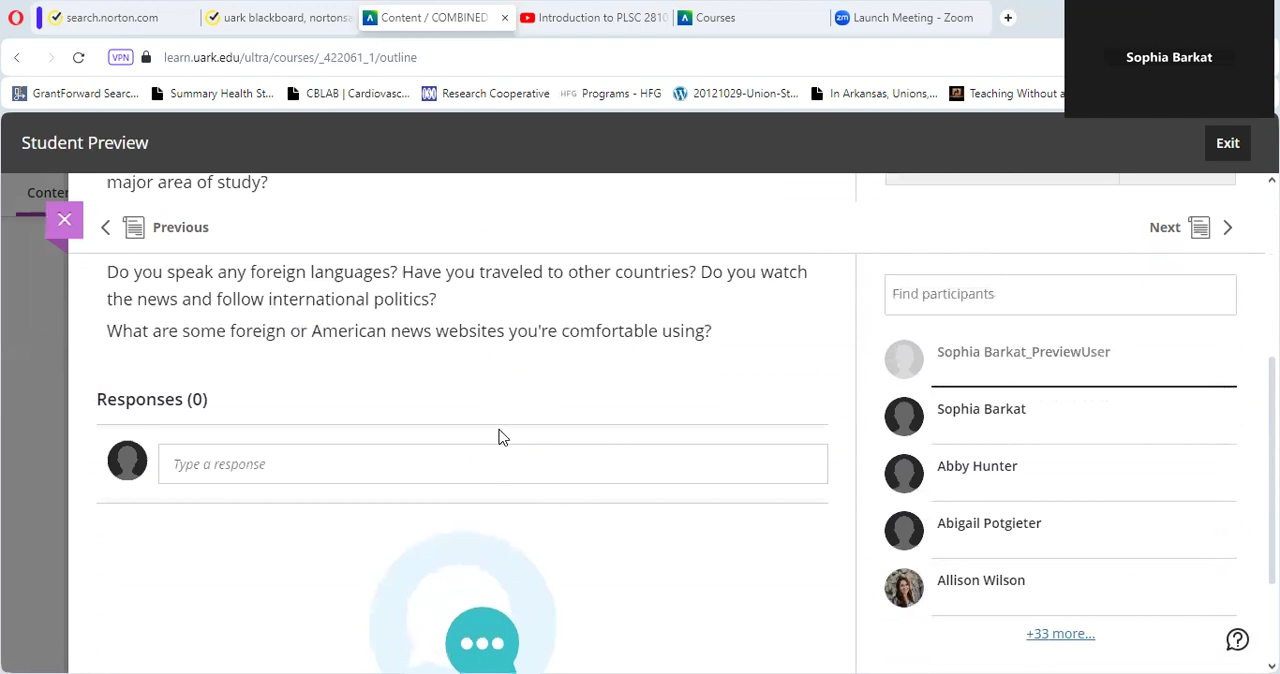 search.norton.com
uark blackboard, nortonsa
Content / COMBINED
Introduction to PLSC 2810
Courses
Launch Meeting - Zoom
Sophia Barkat
VPN
learn.uark.edu/ultra/courses/_422061_1/outline
GrantForward Searc...
Summary Health St...
CBLAB | Cardiovasc...
Research Cooperative
HFG Programs - HFG
20121029-Union-St...
In Arkansas, Unions,...
Teaching Without a
Student Preview
Exit
Conten
major area of study?
Previous
Next
Do you speak any foreign languages? Have you traveled to other countries? Do you watch
the news and follow international politics?
What are some foreign or American news websites you're comfortable using?
Find participants
Sophia Barkat_PreviewUser
Responses (0)
Sophia Barkat
Type a response
Abby Hunter
Abigail Potgieter
Allison Wilson
+33 more...